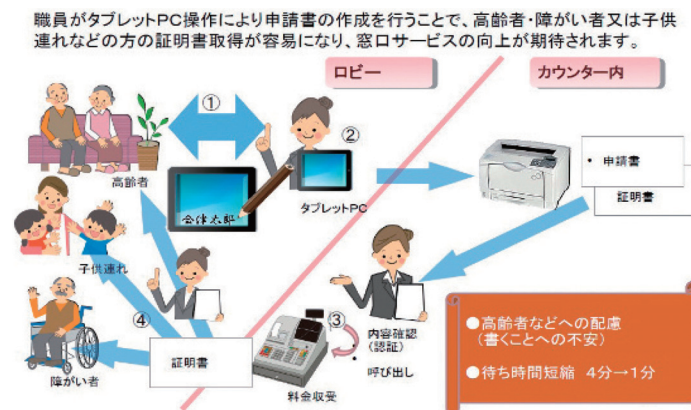 職員がタブレットPC操作により申請書の作成を行うことで、高齢者・障がい者又は子供
連れなどの方の証明書取得が容易になり、窓口サービスの向上が期待されます。
ロビー
カウンター内
①
②
高齢者
会津太郎
タブレットPC
・ 申請書
証明書
子供連れ
④
障がい者
証明書
③
料金収受
内容確認
(認証)
・ 呼び出し
●高齢者などへの配慮
(書くことへの不安)
●待ち時間短縮 4分→1分